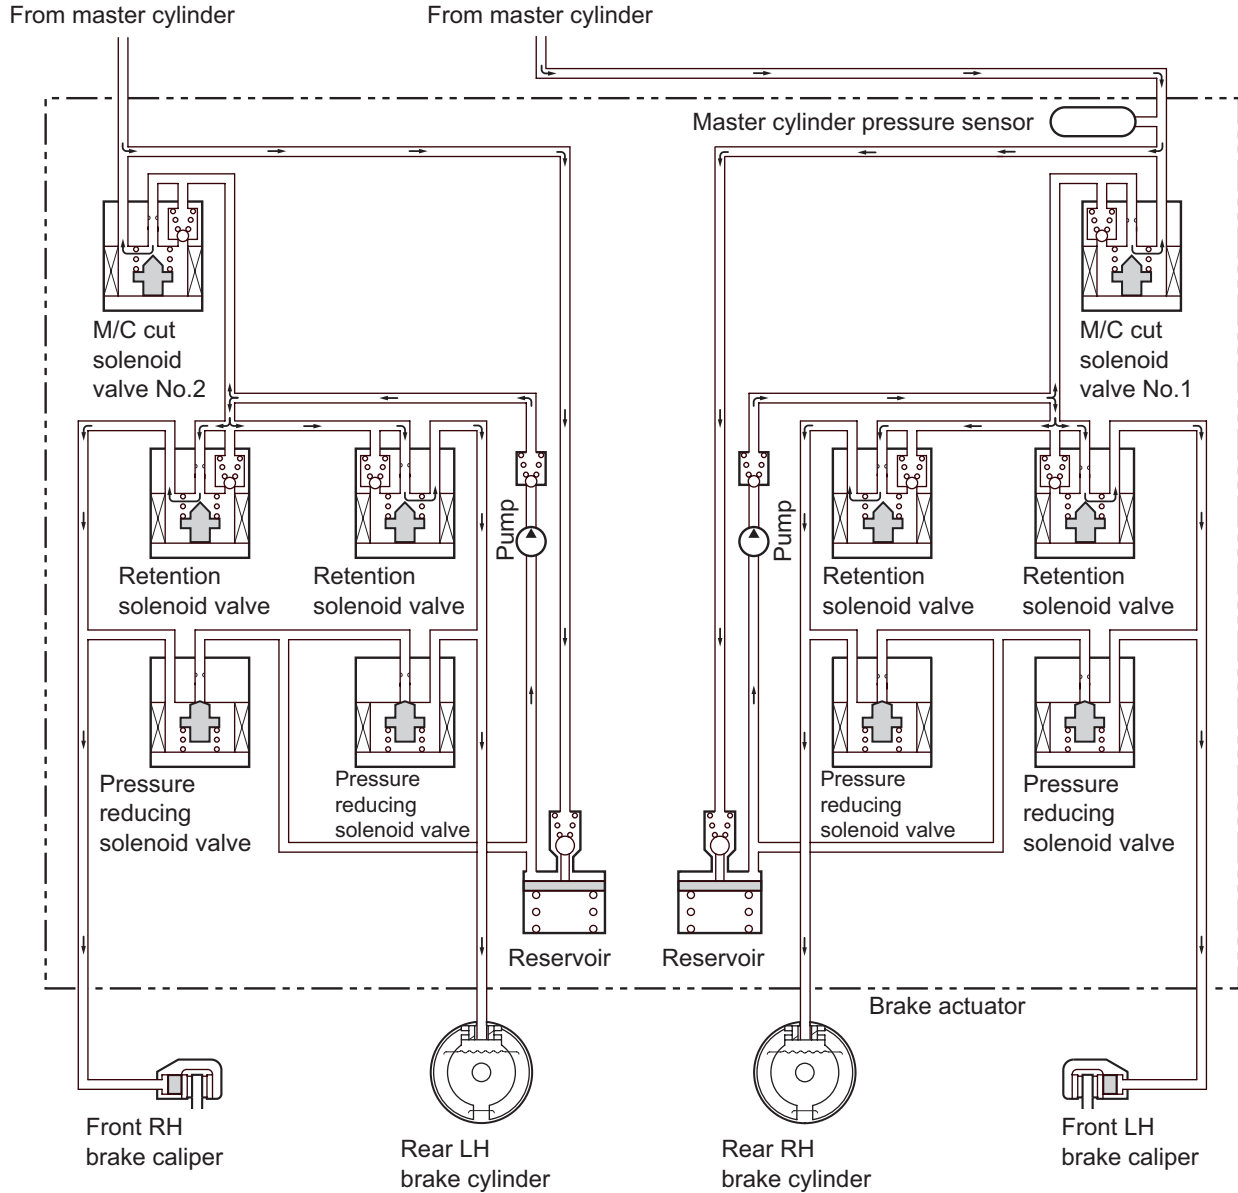 From master cylinder
From master cylinder
Master cylinder pressure sensor
M/C cut
solenoid
valve No.2
M/C cut
solenoid
valve No.1
Pump
Pump
Retention
solenoid valve
Retention
solenoid valve
Retention
solenoid valve
Retention
solenoid valve
Pressure
reducing
solenoid valve
Pressure
reducing
solenoid valve
Pressure
reducing
solenoid valve
Pressure
reducing
solenoid valve
Reservoir
Reservoir
Brake actuator
Front RH
brake caliper
Rear LH
brake cylinder
Rear RH
brake cylinder
Front LH
brake caliper